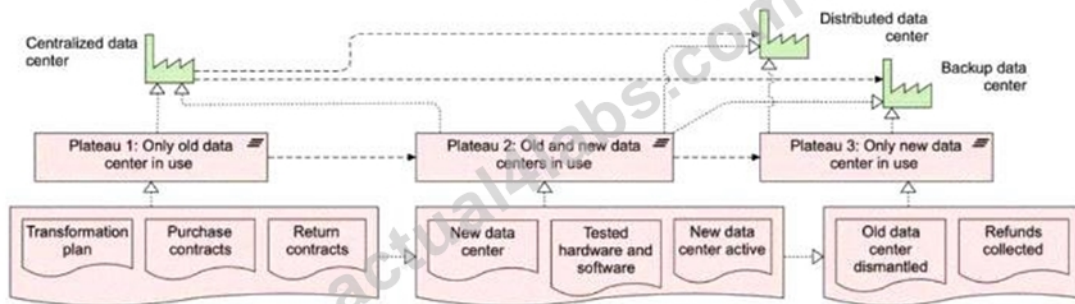 Centralized data
center
Distributed data
center
Backup data
center
Plateau 1: Only old data
center in use
Plateau 2: Old and new data
centers in use
Plateau 3: Only new data
center in use
Transformation
plan
Purchase
contracts
Return
contracts
New data
center
Tested
hardware and
software
New data
center active
Old data
center
dismantled
Refunds
collected
actual4labs.com